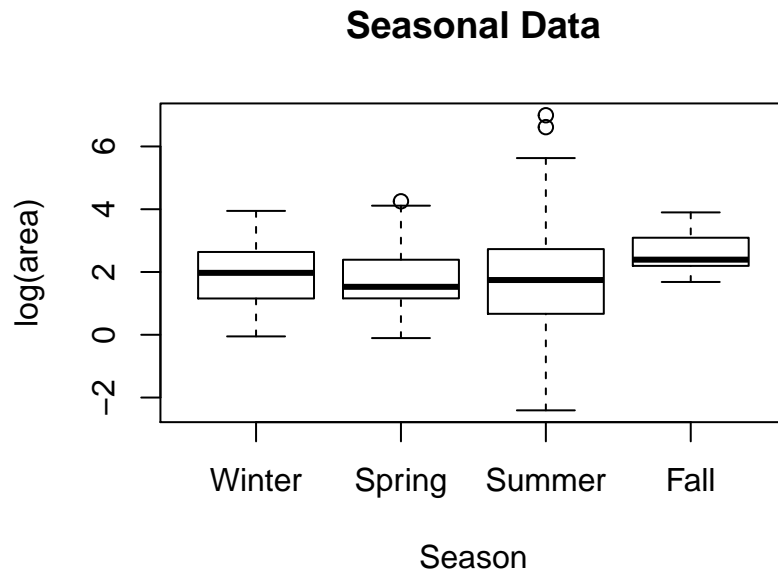 Seasonal Data
log(area)
6
4
2
0
−2
Winter Spring Summer Fall
Season